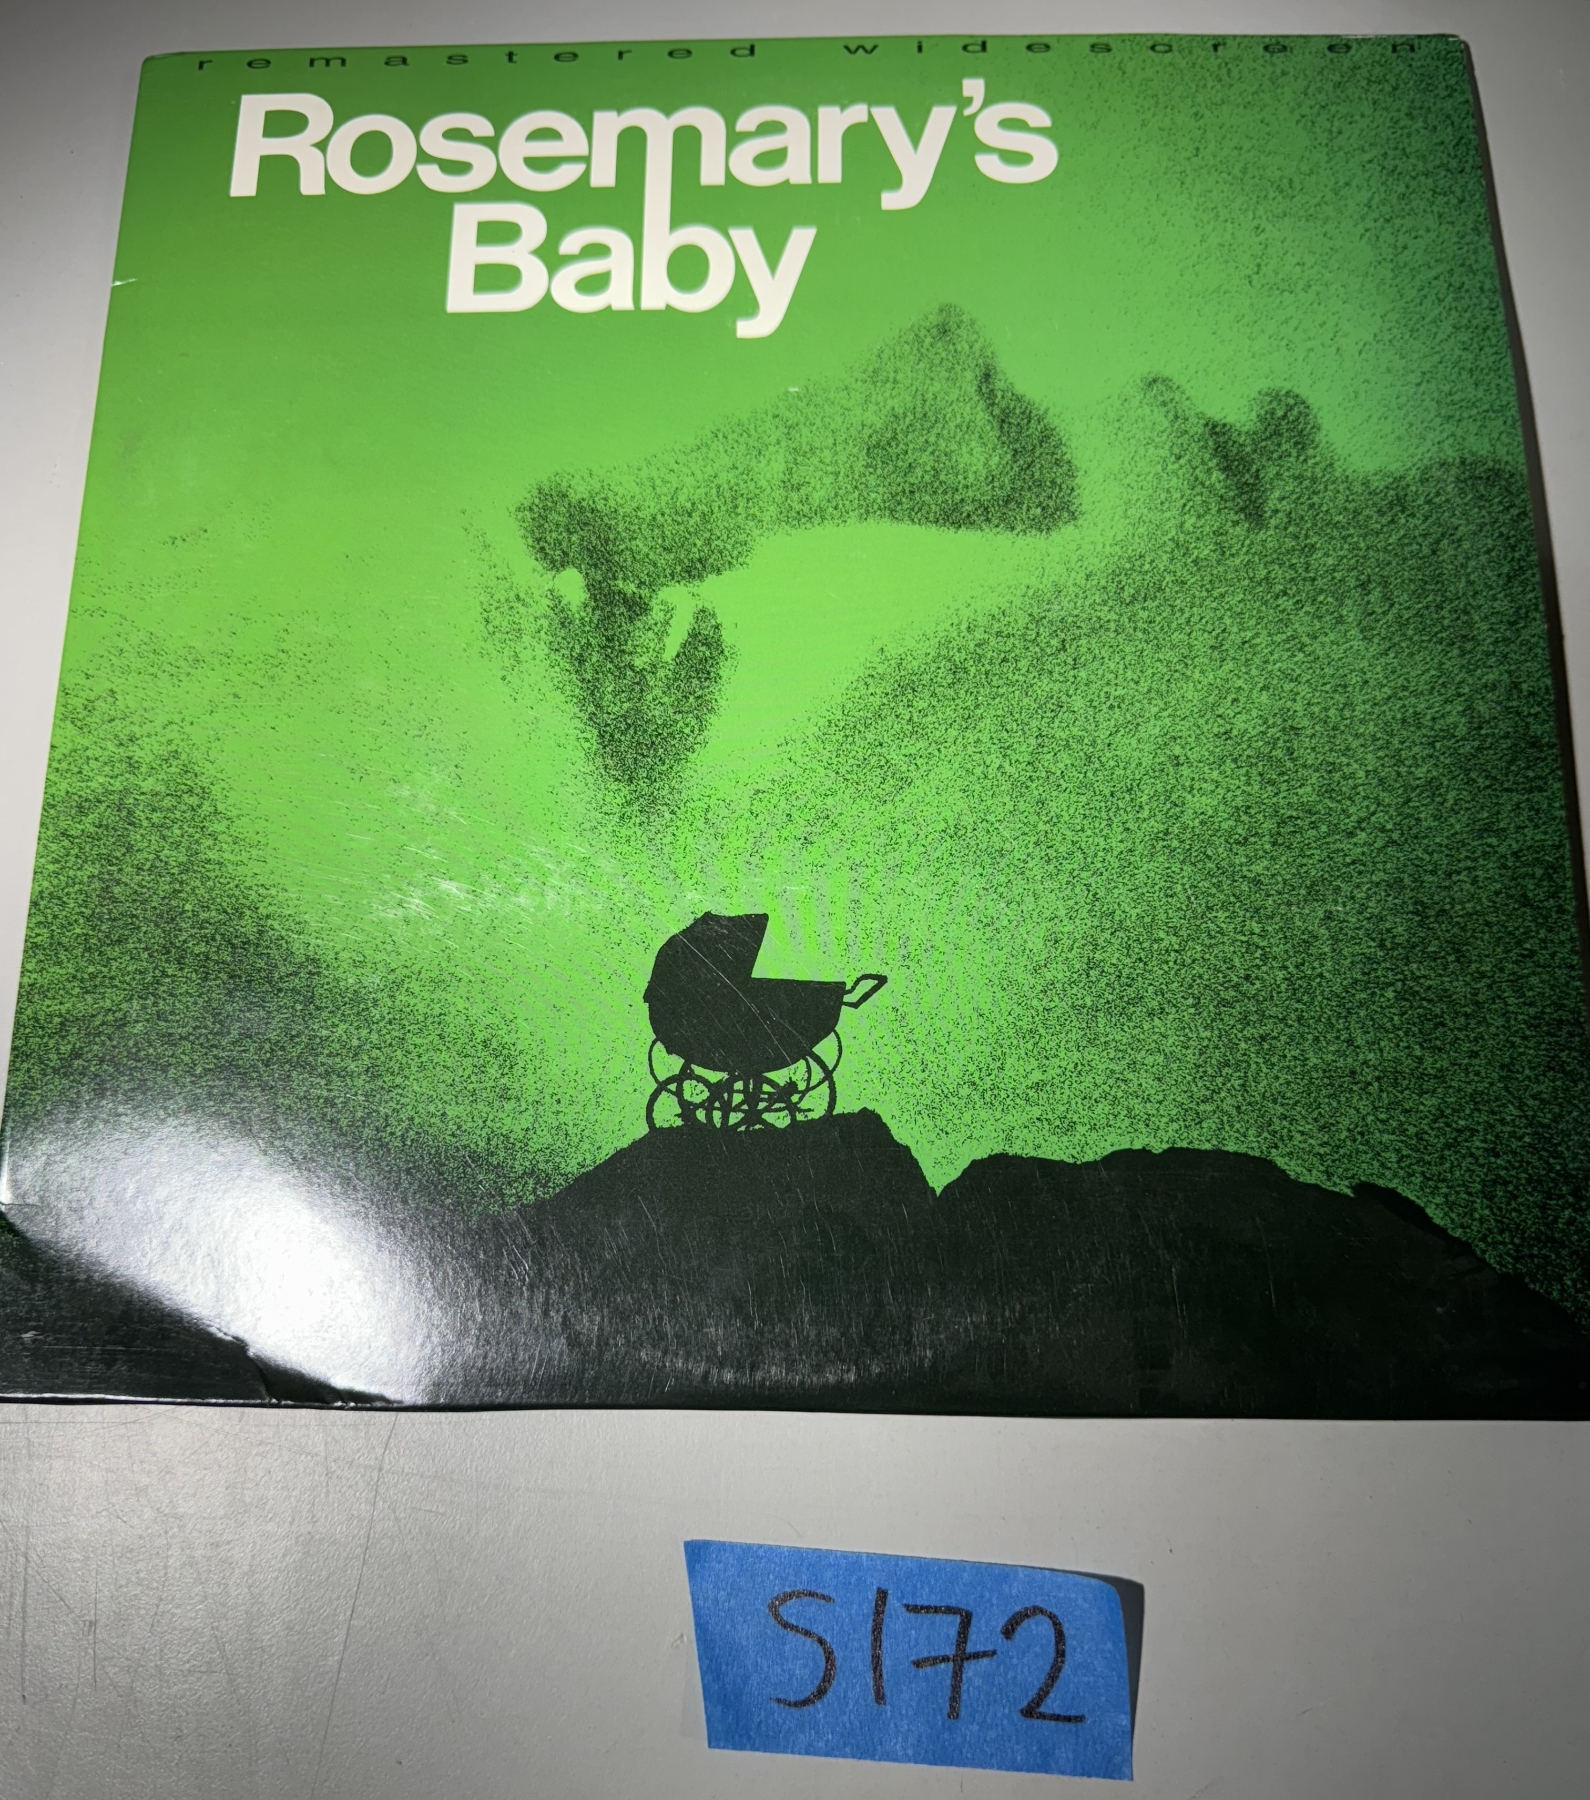 remastered widescreen
Rosemary's
Baby
S172